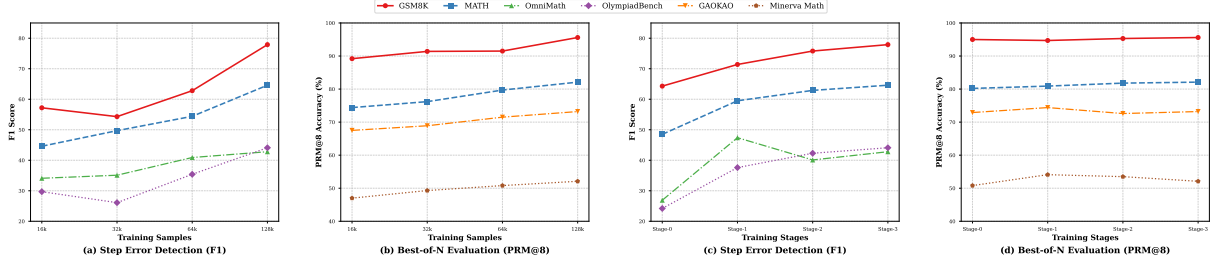 GSM8K MATH OmniMath OlympiadBench GAOKAO Minerva Math
F1 Score
80
70
60
50
40
30
20
16k 32k 64k 128k
Training Samples
(a) Step Error Detection (F1)
PRM@8 Accuracy (%)
100
90
80
70
60
50
40
16k 32k 64k 128k
Training Samples
(b) Best-of-N Evaluation (PRM@8)
F1 Score
80
70
60
50
40
30
20
Stage-0 Stage-1 Stage-2 Stage-3
Training Stages
(c) Step Error Detection (F1)
PRM@8 Accuracy (%)
100
90
80
70
60
50
40
Stage-0 Stage-1 Stage-2 Stage-3
Training Stages
(d) Best-of-N Evaluation (PRM@8)